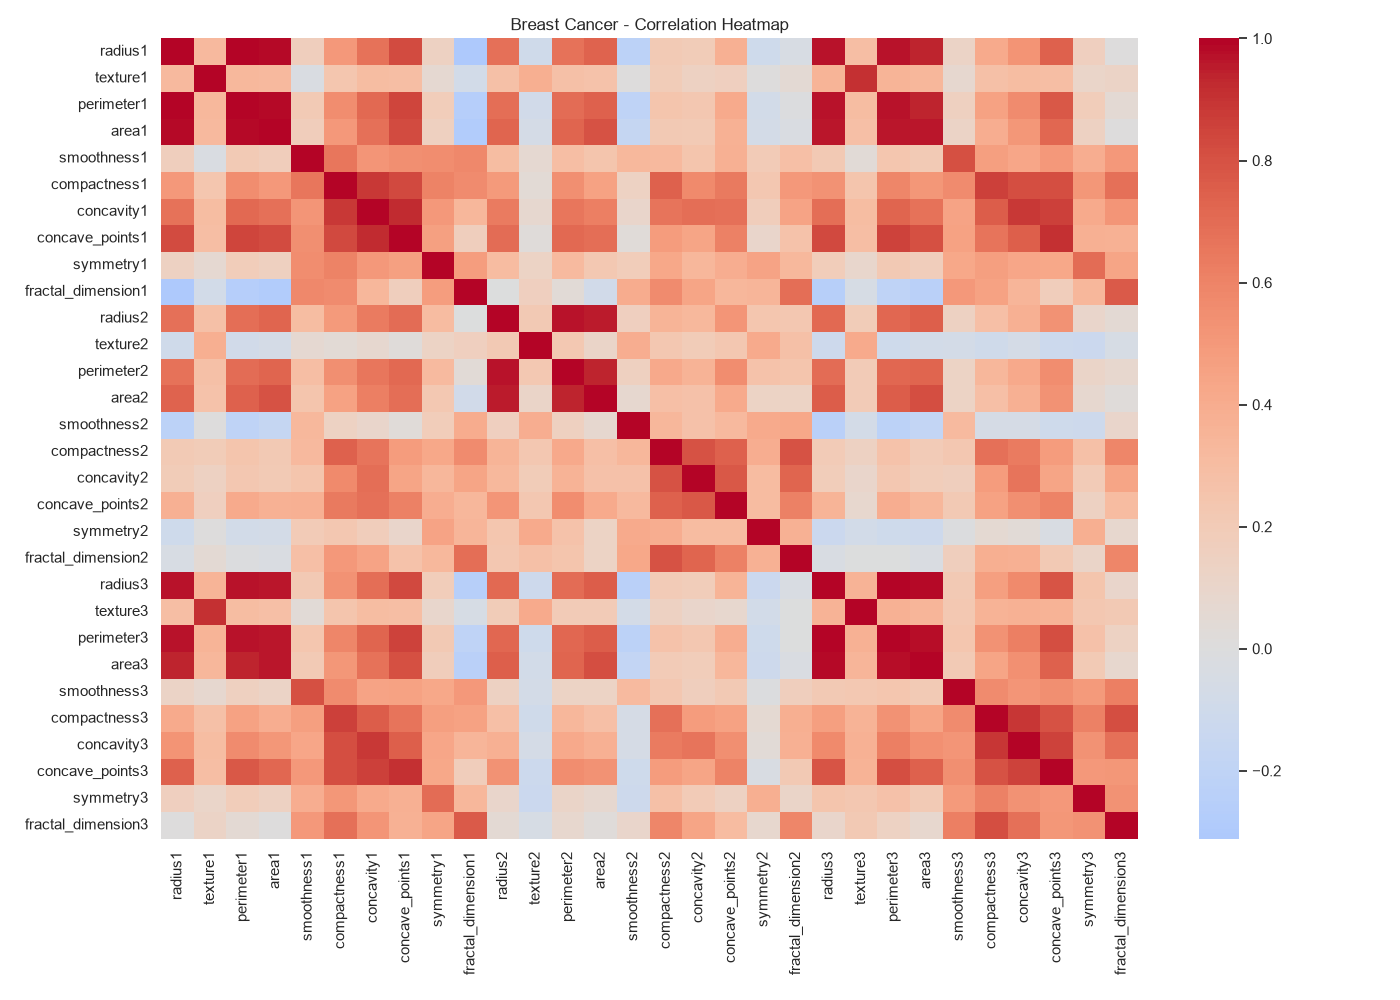 Breast Cancer - Correlation Heatmap
radius1
texture1
perimeter1
area1
smoothness1
compactness1
concavity1
concave_points1
symmetry1
fractal_dimension1
radius2
texture2
perimeter2
area2
smoothness2
compactness2
concavity2
concave_points2
symmetry2
fractal_dimension2
radius3
texture3
perimeter3
area3
smoothness3
compactness3
concavity3
concave_points3
symmetry3
fractal_dimension3
radius1
texture1
perimeter1
area1
smoothness1
compactness1
concavity1
concave_points1
symmetry1
fractal_dimension1
radius2
texture2
perimeter2
area2
smoothness2
compactness2
concavity2
concave_points2
symmetry2
fractal_dimension2
radius3
texture3
perimeter3
area3
smoothness3
compactness3
concavity3
concave_points3
symmetry3
fractal_dimension3
1.0
0.8
0.6
0.4
0.2
0.0
−0.2